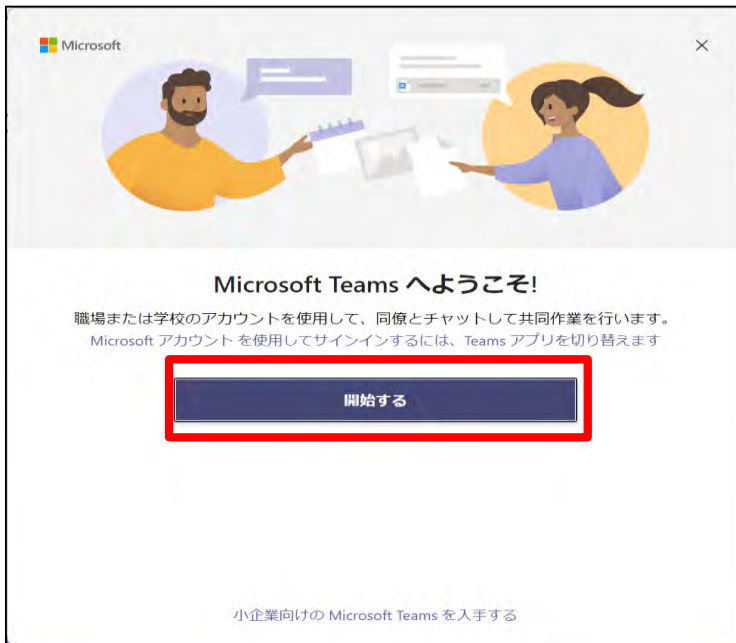 Microsoft
Microsoft Teams へようこそ!
職場または学校のアカウントを使用して、同僚とチャットして共同作業を行います。
Microsoft アカウント を使用してサインインするには、Teams アプリを切り替えます
開始する
小企業向けの Microsoft Teams を入手する